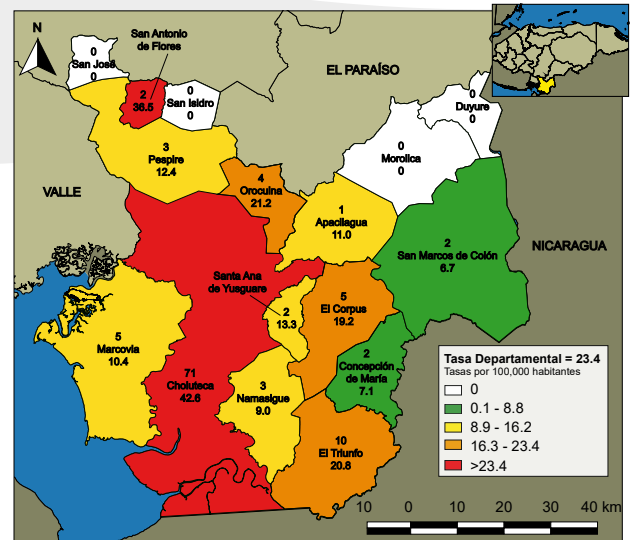 N
San Antonio
de Flores
0
San José
0
2
36.5
0
San Isidro
0
EL PARAÍSO
0
Duyure
0
0
Morolica
0
3
Pespire
12.4
4
Orocuina
21.2
VALLE
1
Apacilagua
11.0
2
San Marcos de Colón
6.7
NICARAGUA
Santa Ana
de Yusguare
2
13.3
5
El Corpus
19.2
5
Marcovia
10.4
71
Choluteca
42.6
3
Namasigue
9.0
2
Concepción
de María
7.1
10
El Triunfo
20.8
Tasa Departamental = 23.4
Tasas por 100,000 habitantes
0
0.1 - 8.8
8.9 - 16.2
16.3 - 23.4
>23.4
10 0 10 20 30 40 km